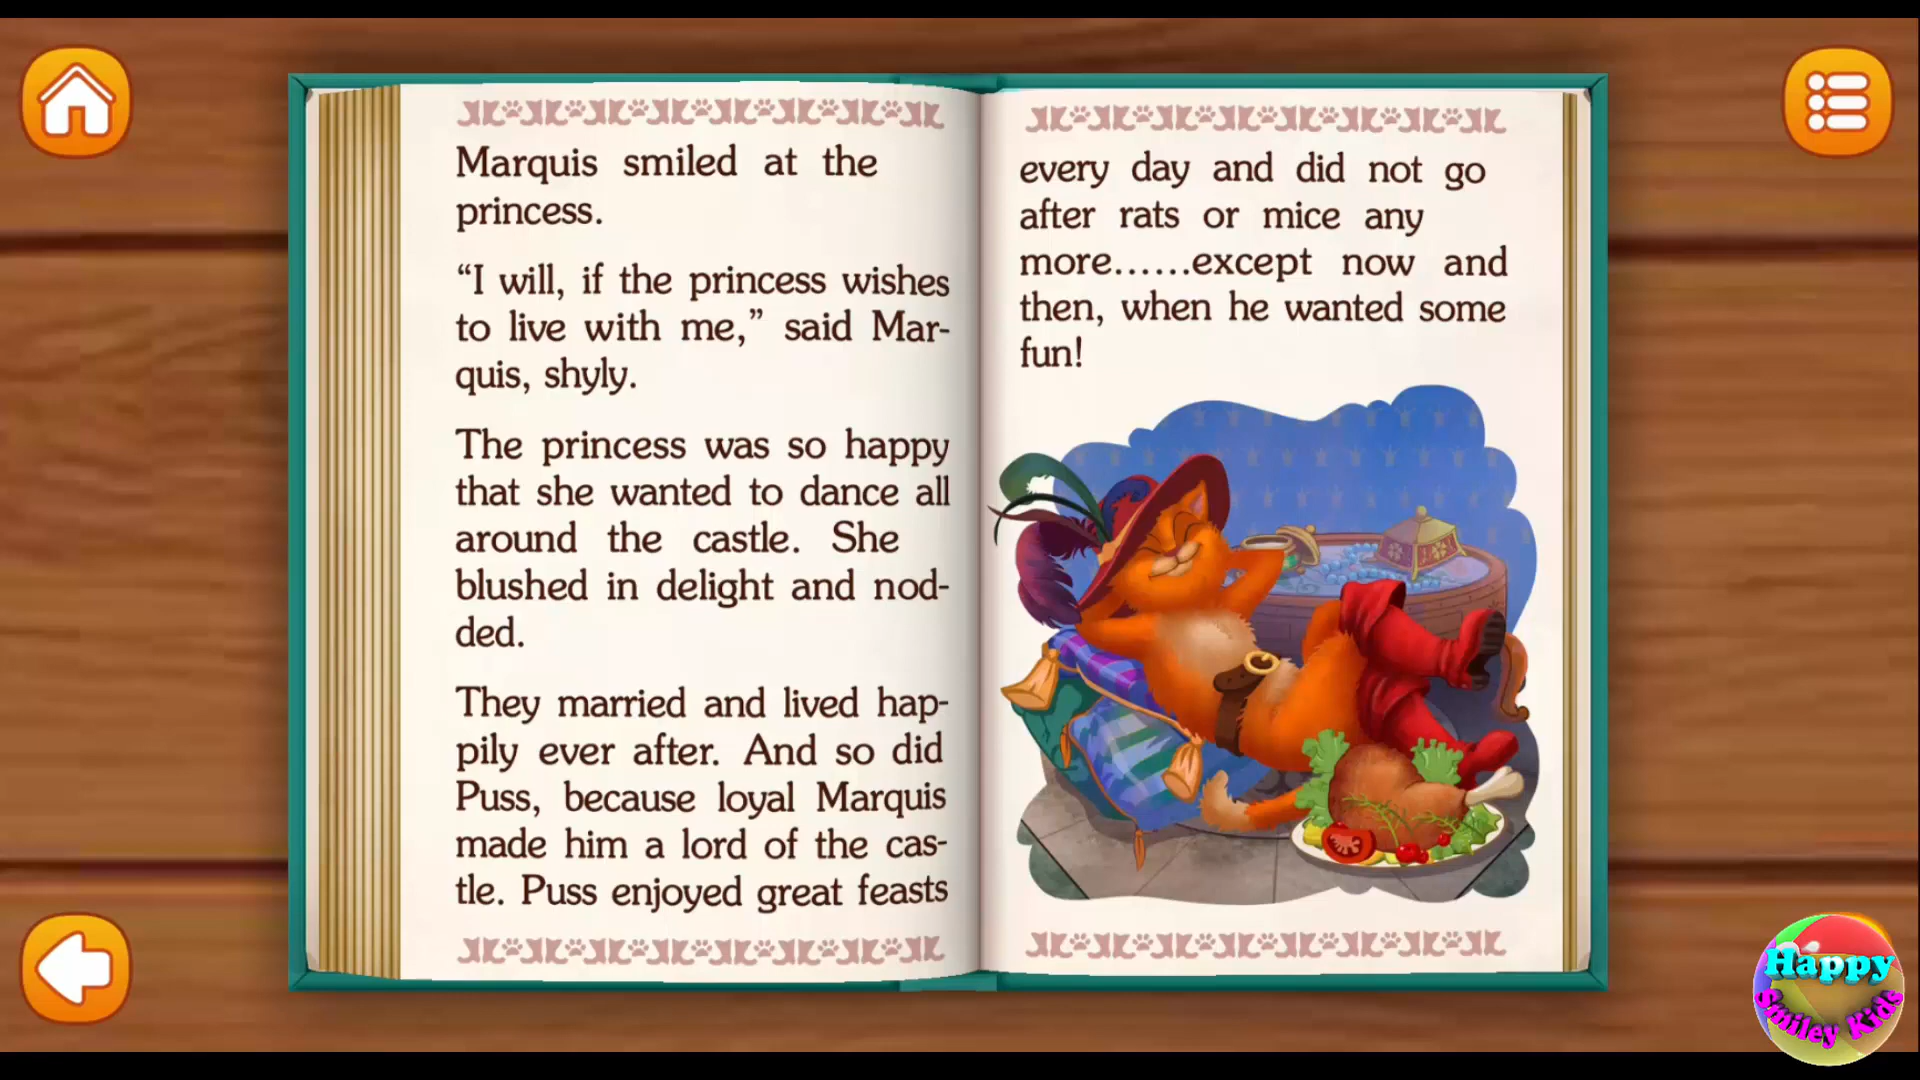 Marquis smiled at the
princess.
“I will, if the princess wishes
to live with me,” said Mar-
quis, shyly.
The princess was so happy
that she wanted to dance all
around the castle. She
blushed in delight and nod-
ded.
They married and lived hap-
pily ever after. And so did
Puss, because loyal Marquis
made him a lord of the cas-
tle. Puss enjoyed great feasts
every day and did not go
after rats or mice any
more......except now and
then, when he wanted some
fun!
Happy
Smiley Kids